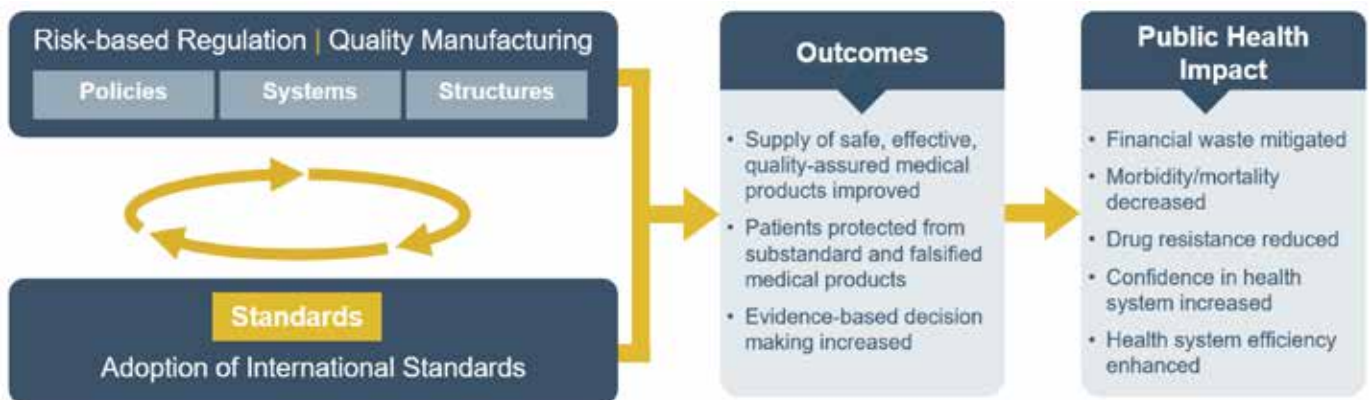 Risk-based Regulation | Quality Manufacturing
Policies
Systems
Structures
Standards
Adoption of International Standards
Outcomes
• Supply of safe, effective,
quality-assured medical
products improved
• Patients protected from
substandard and falsified
medical products
• Evidence-based decision
making increased
Public Health
Impact
• Financial waste mitigated
• Morbidity/mortality
decreased
• Drug resistance reduced
• Confidence in health
system increased
• Health system efficiency
enhanced